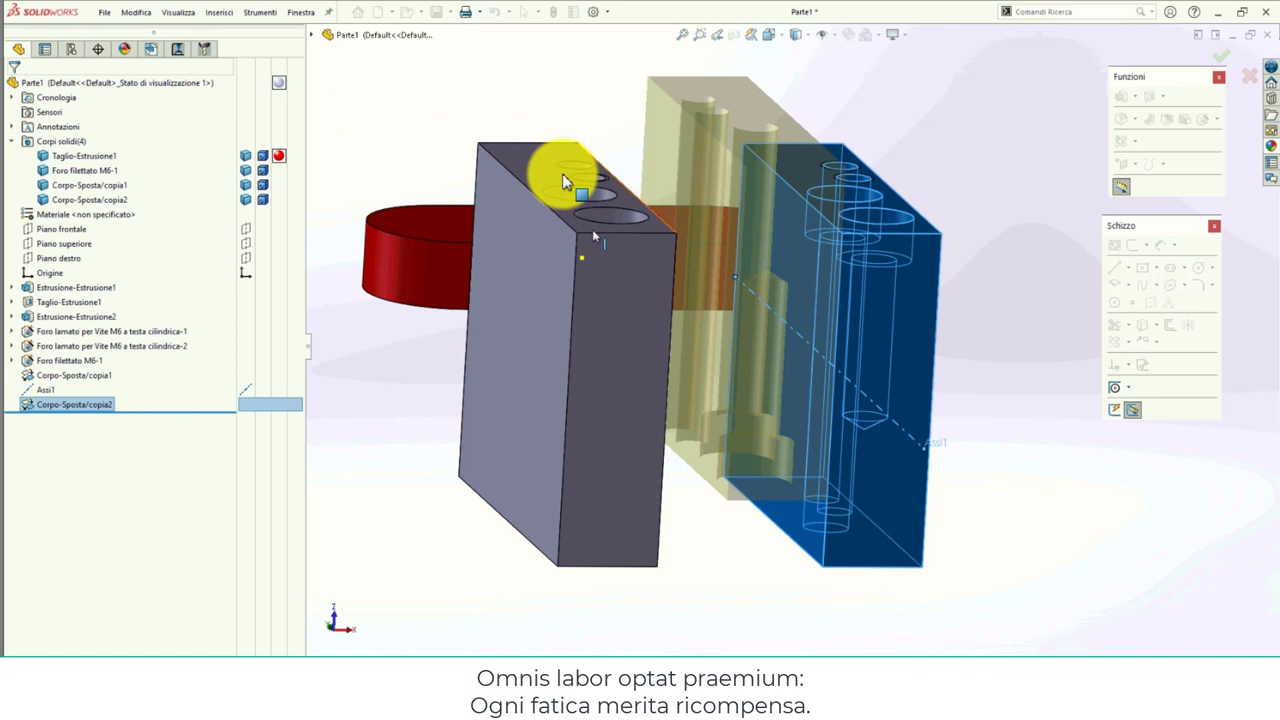 SOLIDWORKS File Modifica Visualizza Inserisci Strumenti Finestra
Parte1 *
Comandi Ricerca
Parte1 (Default<<Default...
Parte1 (Default<<Default>_Stato di visualizzazione 1>)
Cronologia
Sensori
Annotazioni
Corpi solidi(4)
Taglio-Estrusione1
Foro filettato M6-1
Corpo-Sposta/copia1
Corpo-Sposta/copia2
Materiale <non specificato>
Piano frontale
Piano superiore
Piano destro
Origine
Estrusione-Estrusione1
Taglio-Estrusione1
Estrusione-Estrusione2
Foro lamato per Vite M6 a testa cilindrica-1
Foro lamato per Vite M6 a testa cilindrica-2
Foro filettato M6-1
Corpo-Sposta/copia1
Assi1
Corpo-Sposta/copia2
Funzioni
Schizzo
Assi1
Z
X
Omnis labor optat praemium:
Ogni fatica merita ricompensa.